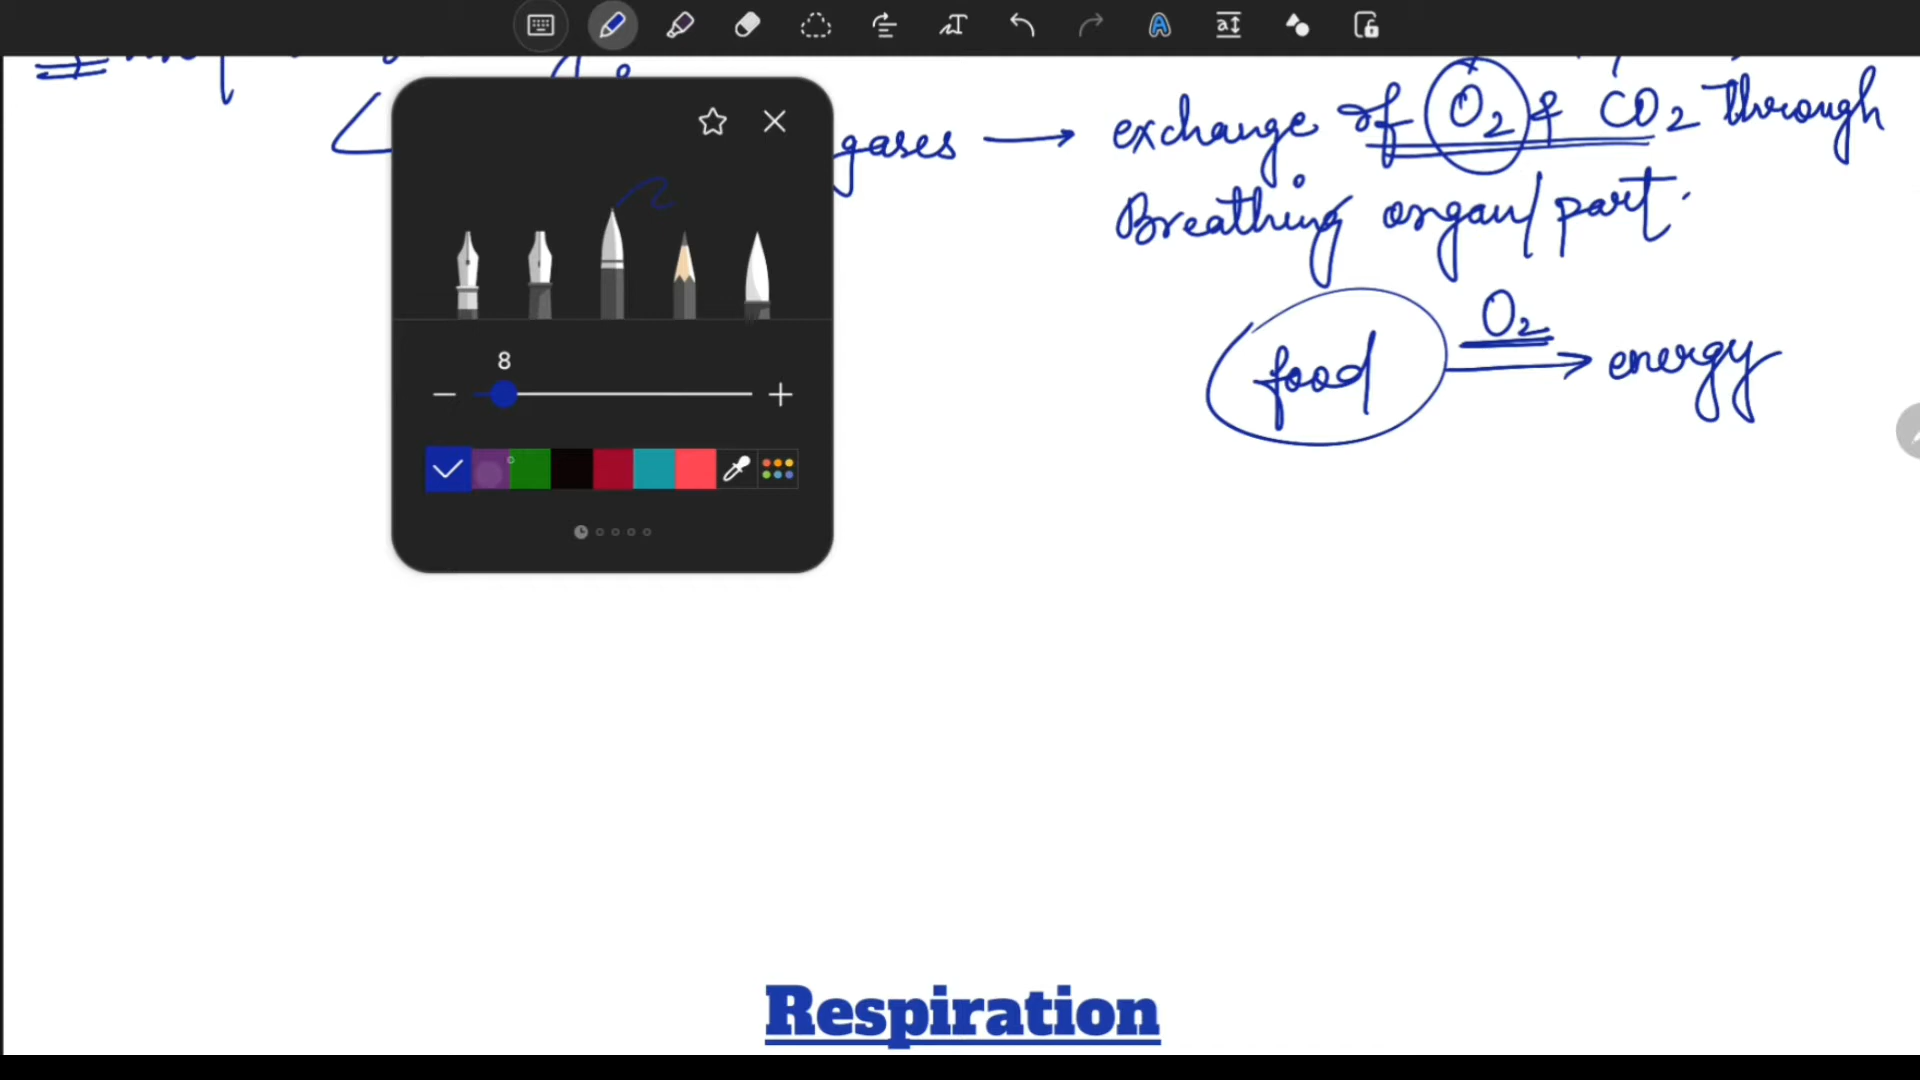 gases → exchange of O₂ & CO₂ through
Breathing organ/part.
food O₂ → energy
8
Respiration